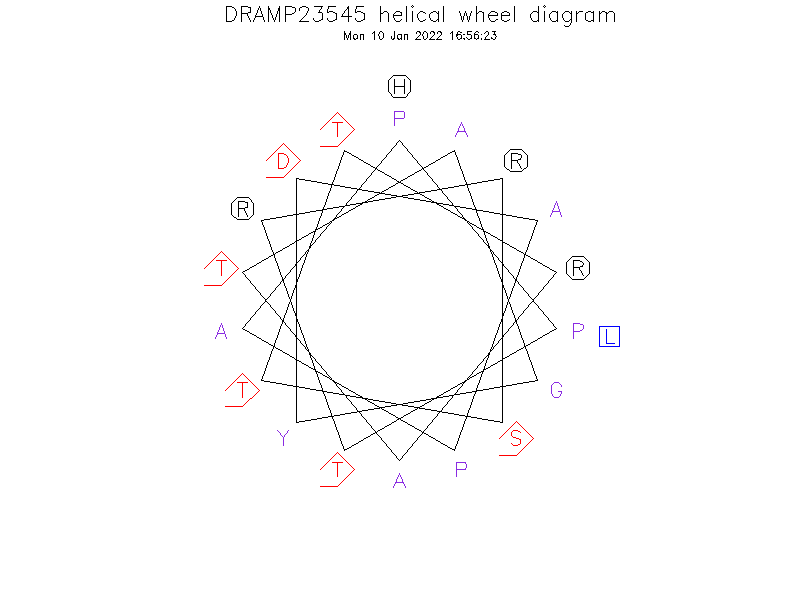 DRAMP23545 helical wheel diagram
Mon 10 Jan 2022 16:56:23
H
T P A
D R
R A
T R
A P L
T G
Y S
T A P